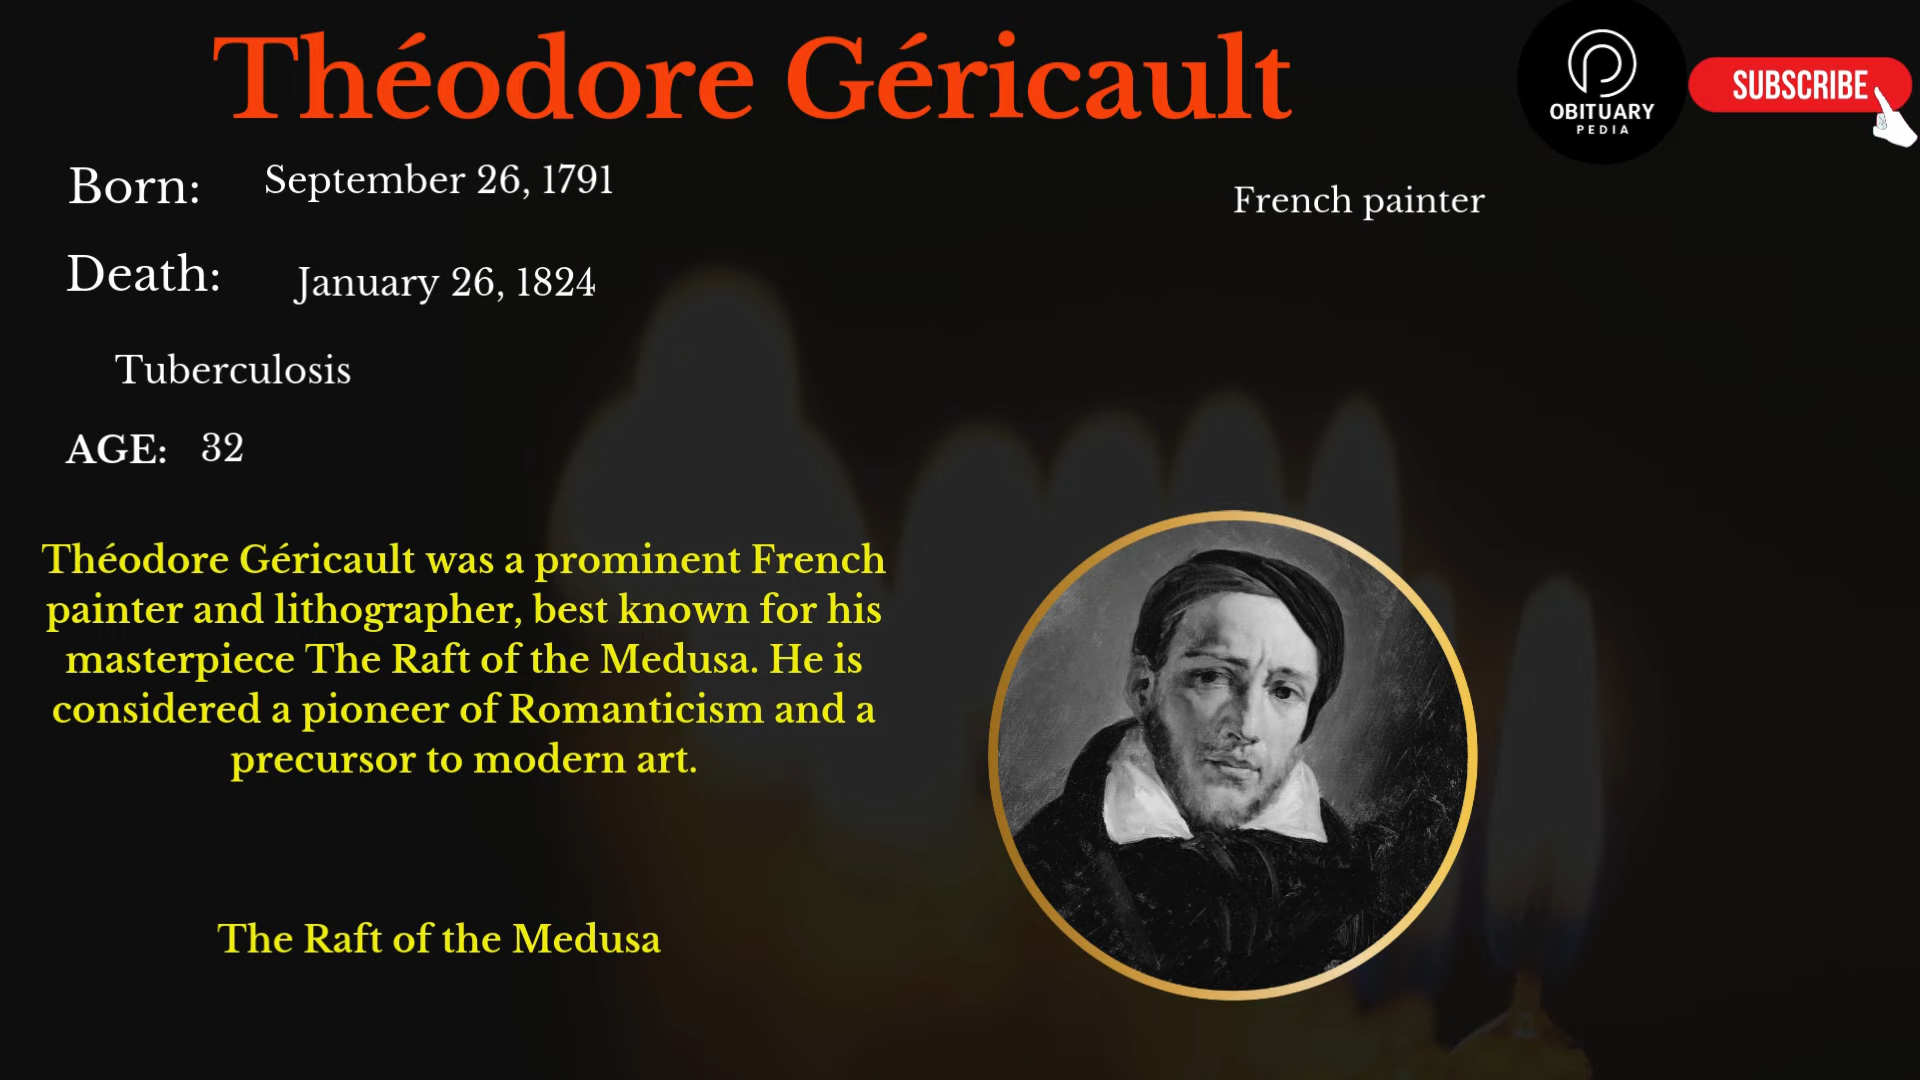 Théodore Géricault
OBITUARY
PEDIA
SUBSCRIBE
Born: September 26, 1791
French painter
Death: January 26, 1824
Tuberculosis
AGE: 32
Théodore Géricault was a prominent French
painter and lithographer, best known for his
masterpiece The Raft of the Medusa. He is
considered a pioneer of Romanticism and a
precursor to modern art.
The Raft of the Medusa